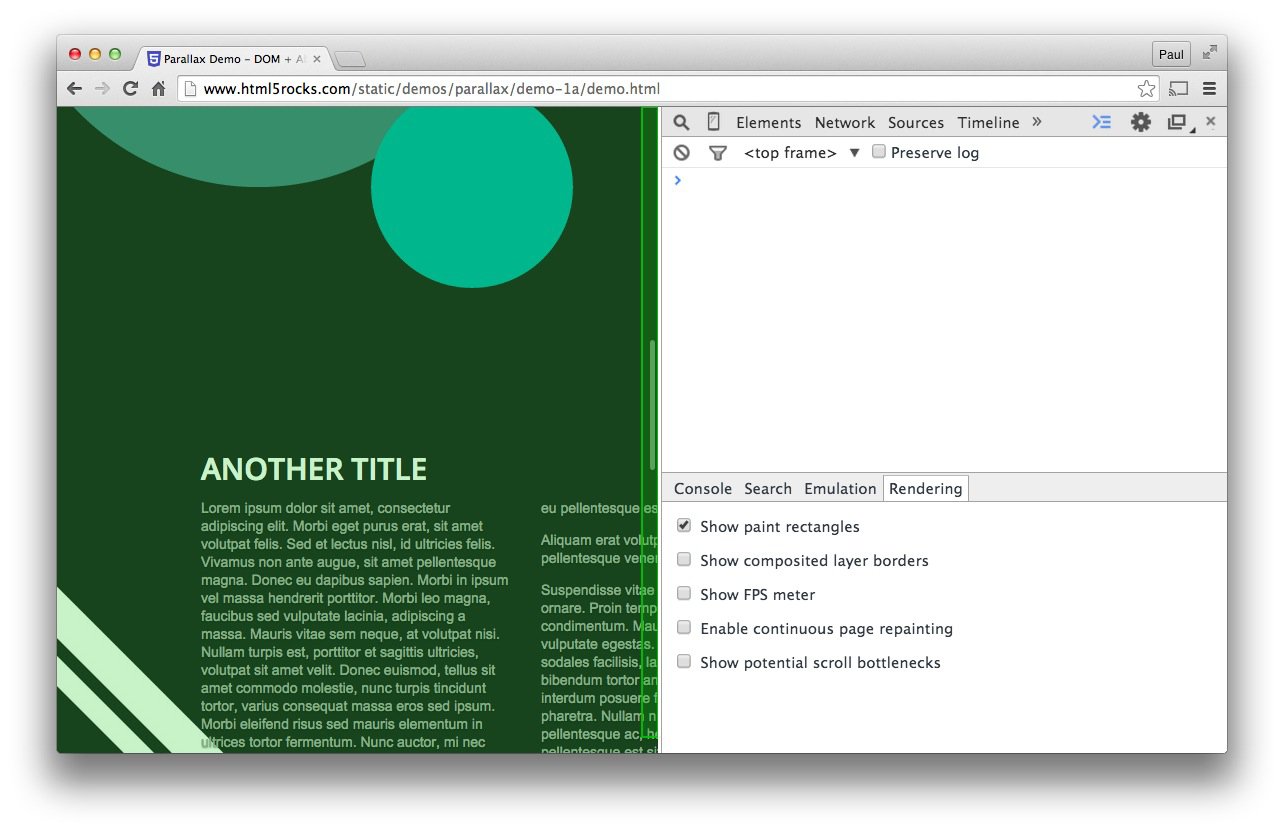 Parallax Demo – DOM + A
Paul
www.html5rocks.com/static/demos/parallax/demo-1a/demo.html
Elements Network Sources Timeline »
<top frame> ▼ Preserve log
ANOTHER TITLE
Lorem ipsum dolor sit amet, consectetur
adipiscing elit. Morbi eget purus erat, sit amet
volutpat felis. Sed et lectus nisl, id ultricies felis.
Vivamus non ante augue, sit amet pellentesque
magna. Donec eu dapibus sapien. Morbi in ipsum
vel massa hendrerit porttitor. Morbi leo magna,
faucibus sed vulputate lacinia, adipiscing a
massa. Mauris vitae sem neque, at volutpat nisi.
Nullam turpis est, porttitor et sagittis ultricies,
volutpat sit amet velit. Donec euismod, tellus sit
amet commodo molestie, nunc turpis tincidunt
tortor, varius consequat massa eros sed ipsum.
Morbi eleifend risus sed mauris elementum in
ultrices tortor fermentum. Nunc auctor, mi nec
eu pellentesque es
Aliquam erat volutp
pellentesque vene
Suspendisse vitae
ornare. Proin temp
condimentum. Mau
vulputate egestas.
sodales facilisis, la
bibendum tortor an
interdum posuere f
pharetra. Nullam n
pellentesque ac, he
pellentesque est si
Console Search Emulation Rendering
Show paint rectangles
Show composited layer borders
Show FPS meter
Enable continuous page repainting
Show potential scroll bottlenecks